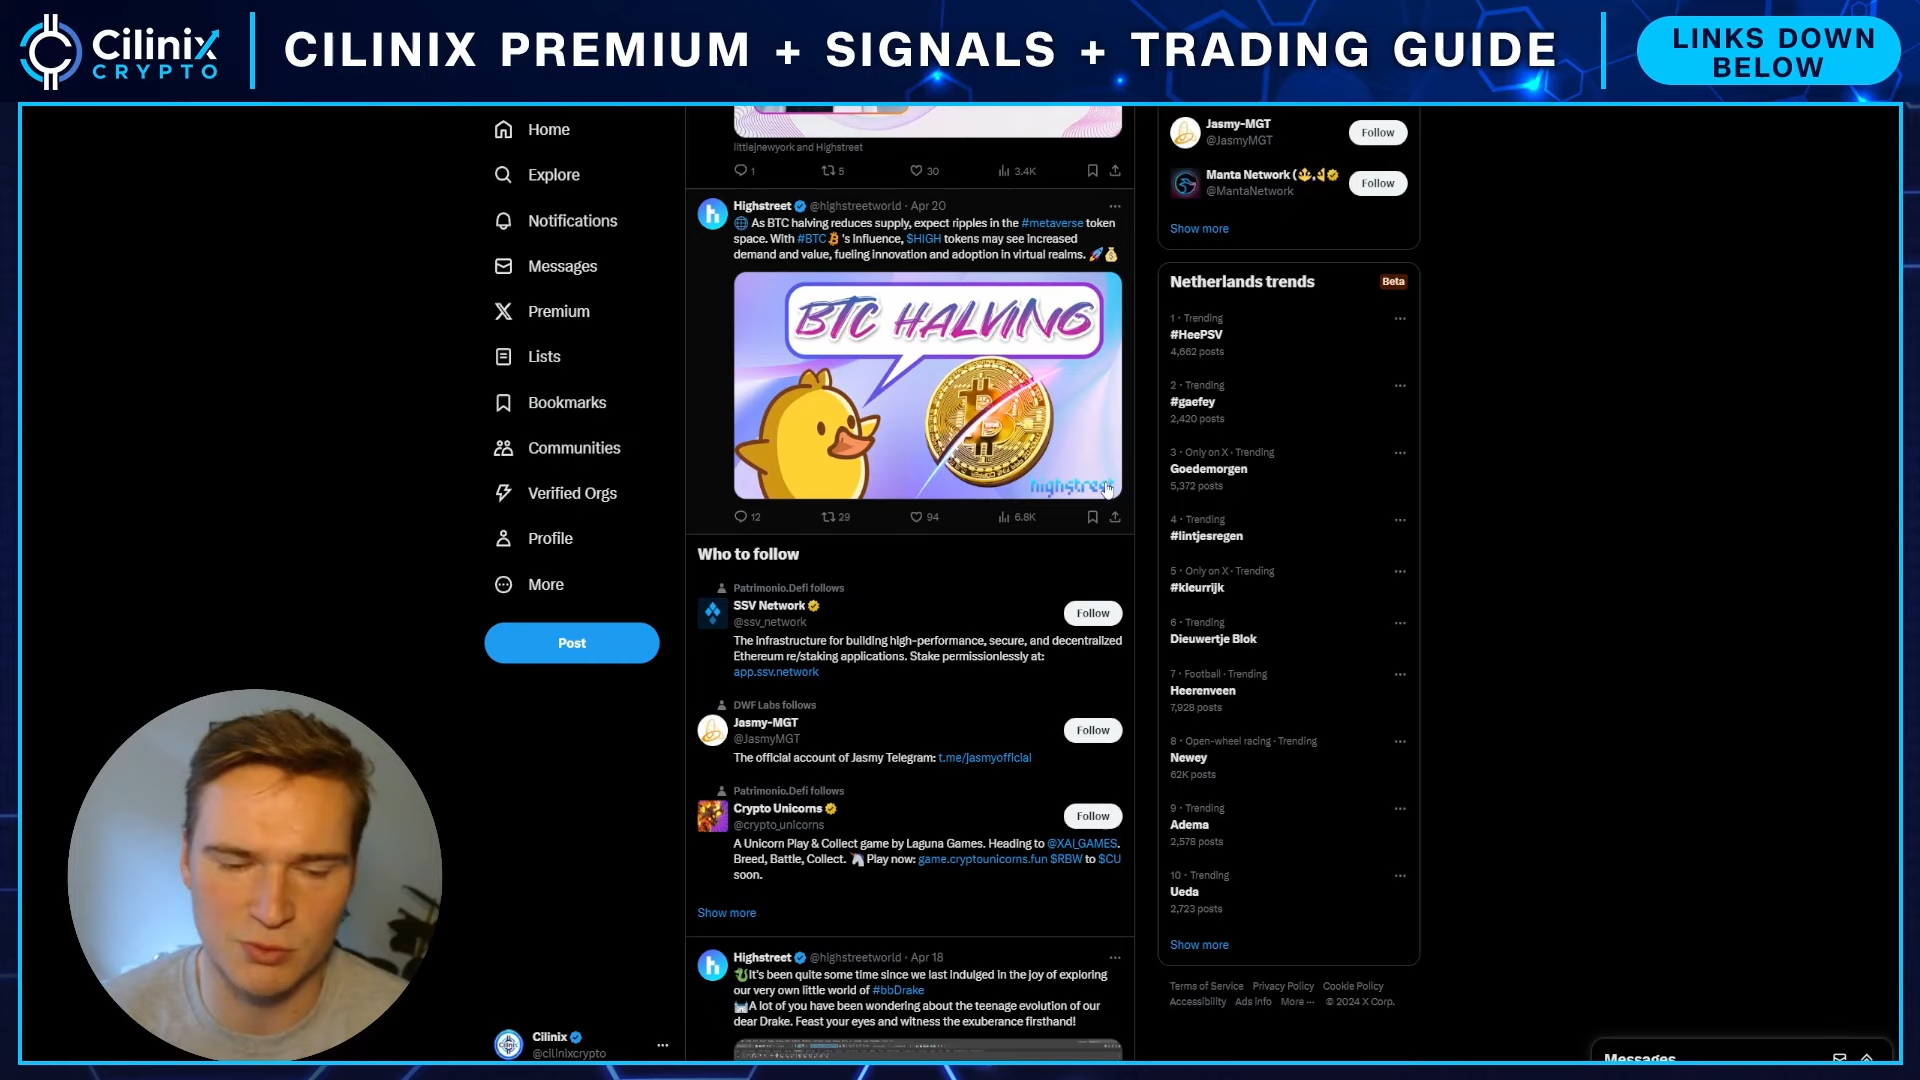 Cilinix
CRYPTO
CILINIX PREMIUM + SIGNALS + TRADING GUIDE
LINKS DOWN
BELOW
Home
Explore
Notifications
Messages
Premium
Lists
Bookmarks
Communities
Verified Orgs
Profile
More
Post
Cilinix
@cilinixcrypto
littlejnewyork and Highstreet
1
5
30
3.4K
Highstreet @highstreetworld · Apr 20
As BTC halving reduces supply, expect ripples in the #metaverse token
space. With #BTC 's influence, $HIGH tokens may see increased
demand and value, fueling innovation and adoption in virtual realms.
BTC HALVING
highstreet
12
29
94
6.8K
Who to follow
Patrimonio.Defi follows
SSV Network
@ssv_network
Follow
The infrastructure for building high-performance, secure, and decentralized
Ethereum re/staking applications. Stake permissionlessly at:
app.ssv.network
DWF Labs follows
Jasmy-MGT
@JasmyMGT
Follow
The official account of Jasmy Telegram: t.me/jasmyofficial
Patrimonio.Defi follows
Crypto Unicorns
@crypto_unicorns
Follow
A Unicorn Play & Collect game by Laguna Games. Heading to @XAI_GAMES.
Breed, Battle, Collect. Play now: game.cryptounicorns.fun $RBW to $CU
soon.
Show more
Highstreet @highstreetworld · Apr 18
It's been quite some time since we last indulged in the joy of exploring
our very own little world of #bbDrake
A lot of you have been wondering about the teenage evolution of our
dear Drake. Feast your eyes and witness the exuberance firsthand!
Jasmy-MGT
@JasmyMGT
Follow
Manta Network
@MantaNetwork
Follow
Show more
Netherlands trends
Beta
1 · Trending
#HeePSV
4,662 posts
2 · Trending
#gaefey
2,420 posts
3 · Only on X · Trending
Goedemorgen
5,372 posts
4 · Trending
#lintjesregen
5 · Only on X · Trending
#kleurrijk
6 · Trending
Dieuwertje Blok
7 · Football · Trending
Heerenveen
7,928 posts
8 · Open-wheel racing · Trending
Newey
62K posts
9 · Trending
Adema
2,578 posts
10 · Trending
Ueda
2,723 posts
Show more
Terms of Service Privacy Policy Cookie Policy
Accessibility Ads info More ··· © 2024 X Corp.
Messages